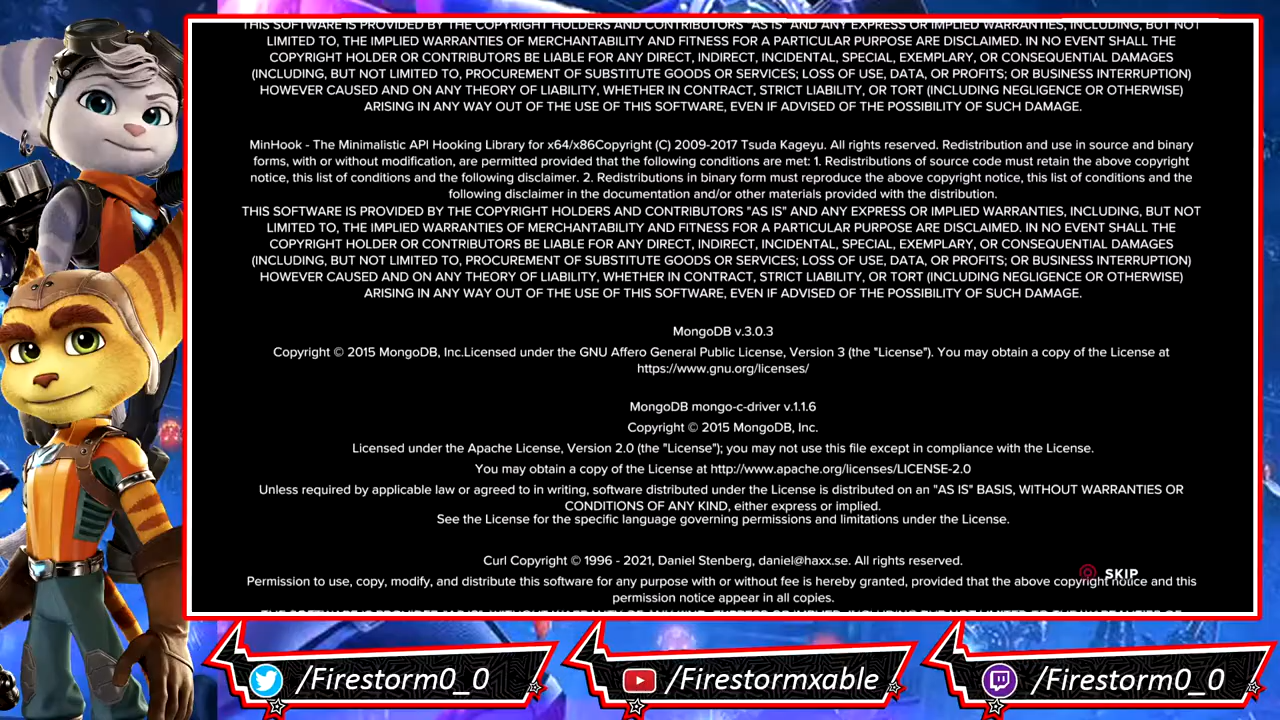 THIS SOFTWARE IS PROVIDED BY THE COPYRIGHT HOLDERS AND CONTRIBUTORS "AS IS" AND ANY EXPRESS OR IMPLIED WARRANTIES, INCLUDING, BUT NOT
LIMITED TO, THE IMPLIED WARRANTIES OF MERCHANTABILITY AND FITNESS FOR A PARTICULAR PURPOSE ARE DISCLAIMED. IN NO EVENT SHALL THE
COPYRIGHT HOLDER OR CONTRIBUTORS BE LIABLE FOR ANY DIRECT, INDIRECT, INCIDENTAL, SPECIAL, EXEMPLARY, OR CONSEQUENTIAL DAMAGES
(INCLUDING, BUT NOT LIMITED TO, PROCUREMENT OF SUBSTITUTE GOODS OR SERVICES; LOSS OF USE, DATA, OR PROFITS; OR BUSINESS INTERRUPTION)
HOWEVER CAUSED AND ON ANY THEORY OF LIABILITY, WHETHER IN CONTRACT, STRICT LIABILITY, OR TORT (INCLUDING NEGLIGENCE OR OTHERWISE)
ARISING IN ANY WAY OUT OF THE USE OF THIS SOFTWARE, EVEN IF ADVISED OF THE POSSIBILITY OF SUCH DAMAGE.
MinHook - The Minimalistic API Hooking Library for x64/x86Copyright (C) 2009-2017 Tsuda Kageyu. All rights reserved. Redistribution and use in source and binary
forms, with or without modification, are permitted provided that the following conditions are met: 1. Redistributions of source code must retain the above copyright
notice, this list of conditions and the following disclaimer. 2. Redistributions in binary form must reproduce the above copyright notice, this list of conditions and the
following disclaimer in the documentation and/or other materials provided with the distribution.
THIS SOFTWARE IS PROVIDED BY THE COPYRIGHT HOLDERS AND CONTRIBUTORS "AS IS" AND ANY EXPRESS OR IMPLIED WARRANTIES, INCLUDING, BUT NOT
LIMITED TO, THE IMPLIED WARRANTIES OF MERCHANTABILITY AND FITNESS FOR A PARTICULAR PURPOSE ARE DISCLAIMED. IN NO EVENT SHALL THE
COPYRIGHT HOLDER OR CONTRIBUTORS BE LIABLE FOR ANY DIRECT, INDIRECT, INCIDENTAL, SPECIAL, EXEMPLARY, OR CONSEQUENTIAL DAMAGES
(INCLUDING, BUT NOT LIMITED TO, PROCUREMENT OF SUBSTITUTE GOODS OR SERVICES; LOSS OF USE, DATA, OR PROFITS; OR BUSINESS INTERRUPTION)
HOWEVER CAUSED AND ON ANY THEORY OF LIABILITY, WHETHER IN CONTRACT, STRICT LIABILITY, OR TORT (INCLUDING NEGLIGENCE OR OTHERWISE)
ARISING IN ANY WAY OUT OF THE USE OF THIS SOFTWARE, EVEN IF ADVISED OF THE POSSIBILITY OF SUCH DAMAGE.
MongoDB v.3.0.3
Copyright © 2015 MongoDB, Inc.Licensed under the GNU Affero General Public License, Version 3 (the "License"). You may obtain a copy of the License at
https://www.gnu.org/licenses/
MongoDB mongo-c-driver v.1.1.6
Copyright © 2015 MongoDB, Inc.
Licensed under the Apache License, Version 2.0 (the "License"); you may not use this file except in compliance with the License.
You may obtain a copy of the License at http://www.apache.org/licenses/LICENSE-2.0
Unless required by applicable law or agreed to in writing, software distributed under the License is distributed on an "AS IS" BASIS, WITHOUT WARRANTIES OR
CONDITIONS OF ANY KIND, either express or implied.
See the License for the specific language governing permissions and limitations under the License.
Curl Copyright © 1996 - 2021, Daniel Stenberg, daniel@haxx.se. All rights reserved.
SKIP
Permission to use, copy, modify, and distribute this software for any purpose with or without fee is hereby granted, provided that the above copyright notice and this
permission notice appear in all copies.
/Firestorm0_0
/Firestormxable
/Firestorm0_0